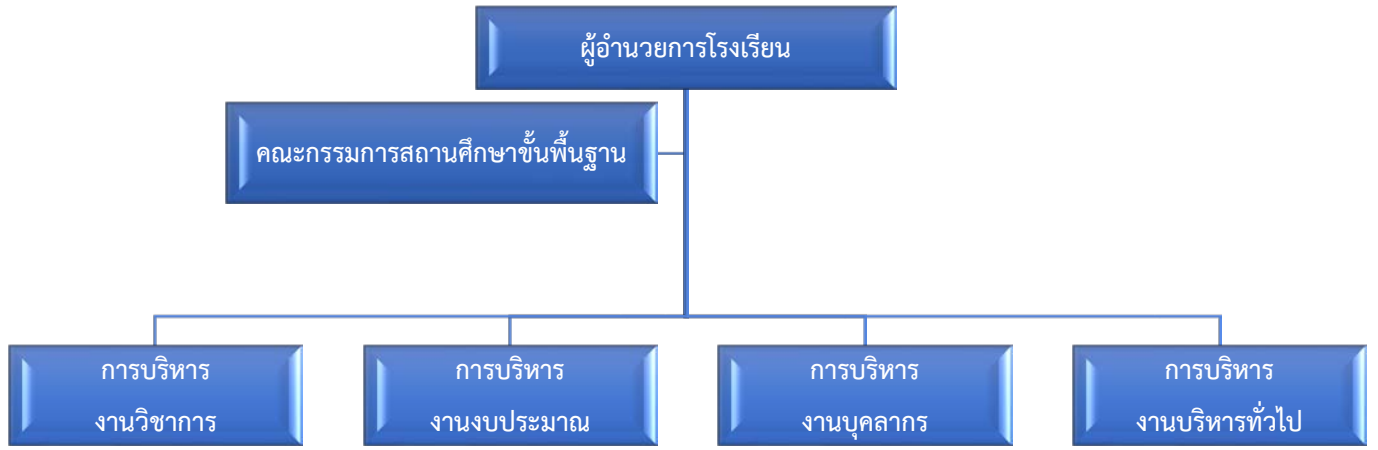 ผู้อำนวยการโรงเรียน
คณะกรรมการสถานศึกษาขั้นพื้นฐาน
การบริหาร
งานวิชาการ
การบริหาร
งานงบประมาณ
การบริหาร
งานบุคลากร
การบริหาร
งานบริหารทั่วไป